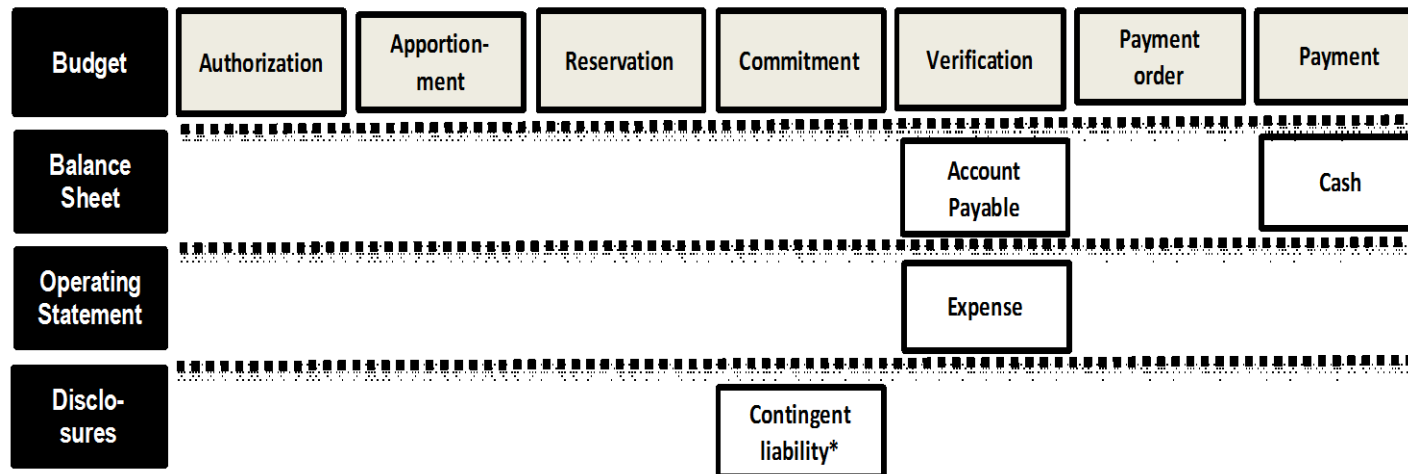 Budget
Authorization
Apportion-
ment
Reservation
Commitment
Verification
Payment
order
Payment
Balance
Sheet
Account
Payable
Cash
Operating
Statement
Expense
Disclo-
sures
Contingent
liability*